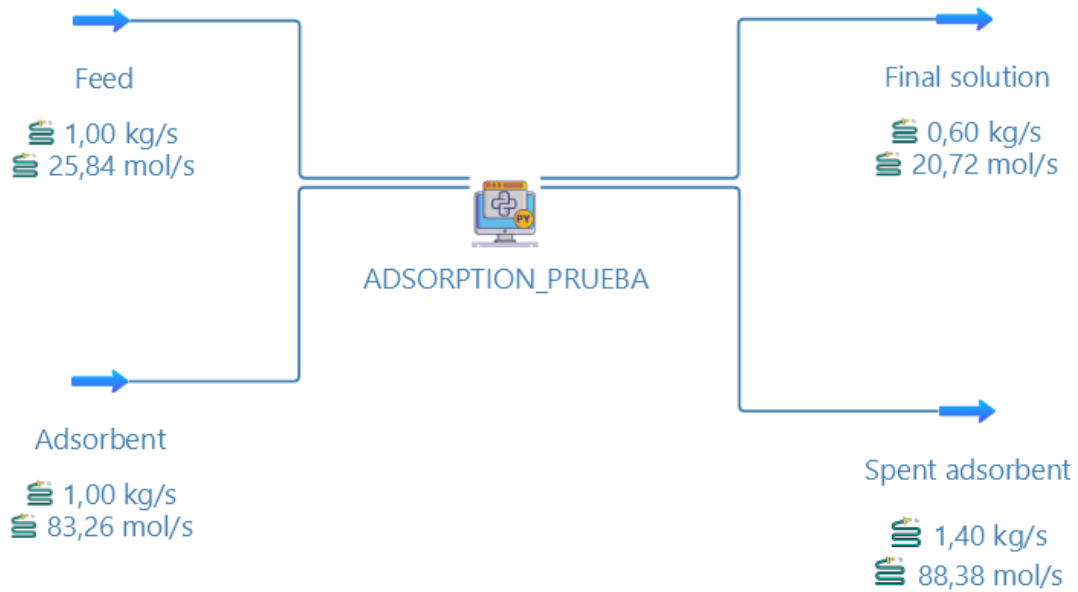 Feed
1,00 kg/s
25,84 mol/s
Final solution
0,60 kg/s
20,72 mol/s
PY
ADSORPTION_PRUEBA
Adsorbent
1,00 kg/s
83,26 mol/s
Spent adsorbent
1,40 kg/s
88,38 mol/s